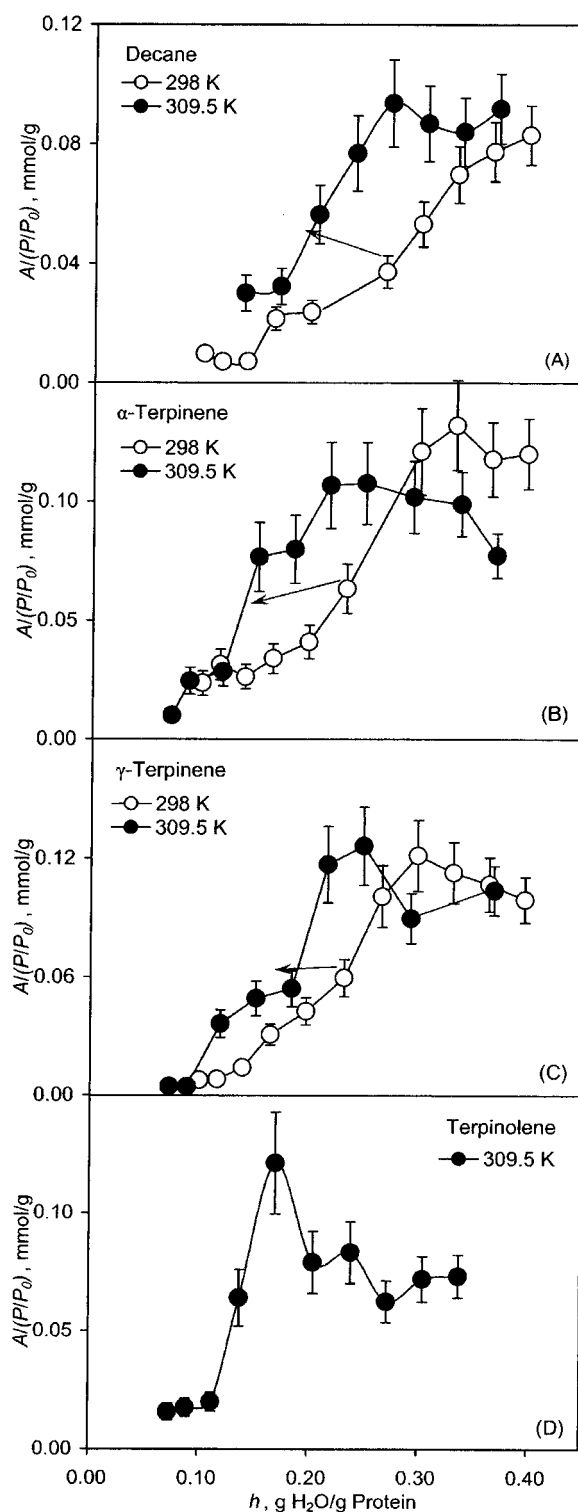 0.12
Decane
298 K
309.5 K
0.08
A/(P/P₀), mmol/g
0.04
0.00
(A)
α-Terpinene
298 K
309.5 K
0.10
A/(P/P₀), mmol/g
0.05
0.00
(B)
γ-Terpinene
298 K
309.5 K
0.12
A/(P/P₀), mmol/g
0.06
0.00
(C)
Terpinolene
309.5 K
0.10
A/(P/P₀), mmol/g
0.05
0.00
(D)
0.00 0.10 0.20 0.30 0.40
h, g H₂O/g Protein